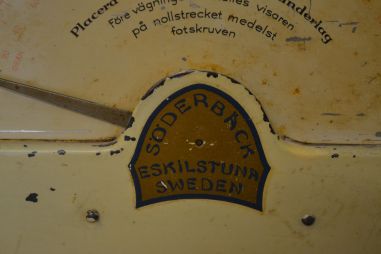 Placera
underlag
Före vägning
visaren
på nollstrecket medelst
fotskruven
SÖDERBÄCK
ESKILSTUNA
SWEDEN